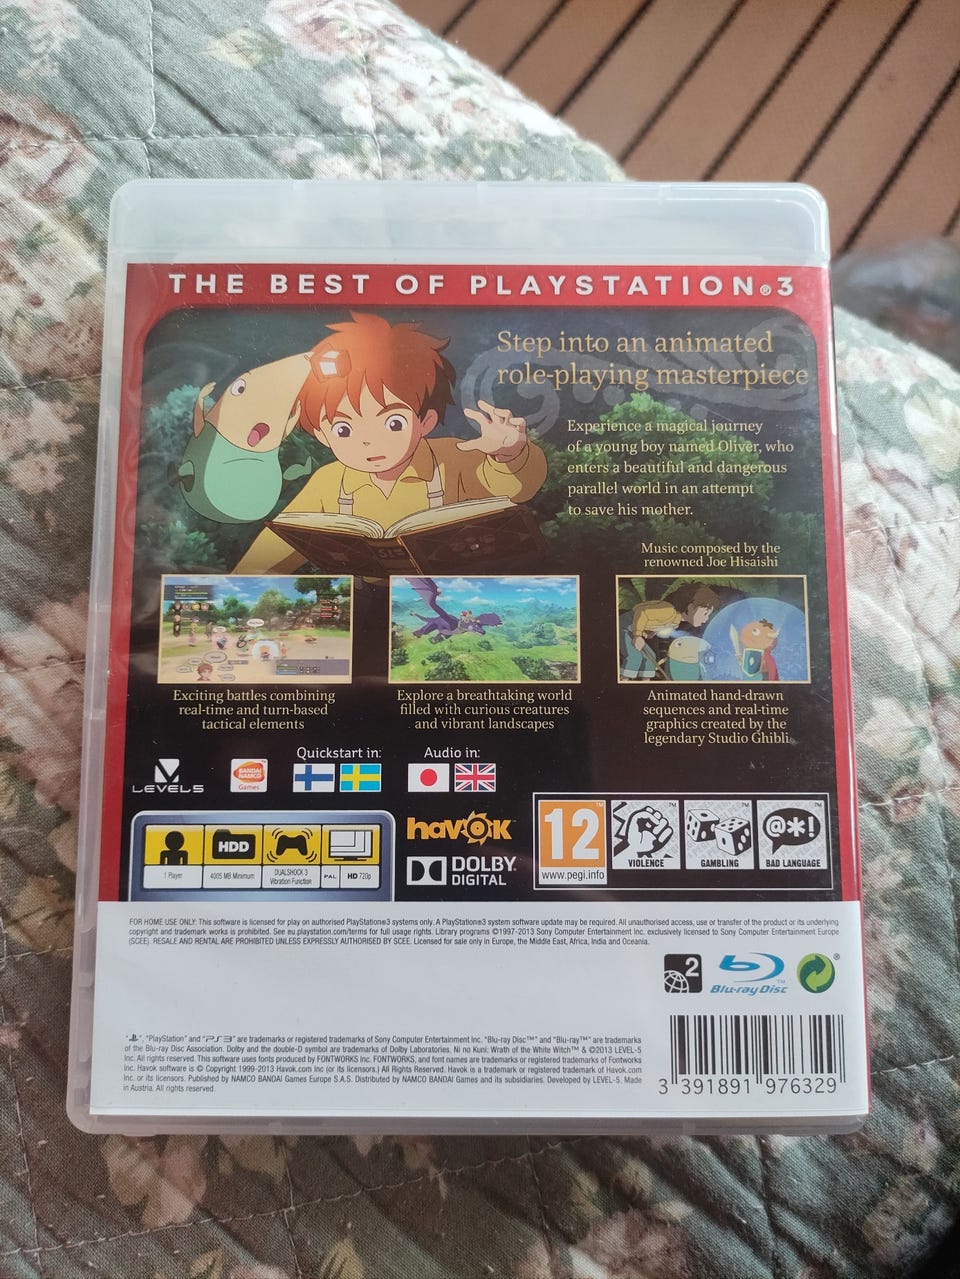 THE BEST OF PLAYSTATION®3
Step into an animated
role-playing masterpiece
Experience a magical journey
of a young boy named Oliver, who
enters a beautiful and dangerous
parallel world in an attempt
to save his mother.
Music composed by the
renowned Joe Hisaishi
Exciting battles combining
real-time and turn-based
tactical elements
Explore a breathtaking world
filled with curious creatures
and vibrant landscapes
Animated hand-drawn
sequences and real-time
graphics created by the
legendary Studio Ghibli
LEVEL5
BANDAI
NAMCO
Games
Quickstart in:
Audio in:
HDD
1 Player
4005 MB Minimum
DUALSHOCK 3
Vibration Function
PAL
HD 720p
havok™
DOLBY®
DIGITAL
12
www.pegi.info
VIOLENCE
GAMBLING
@*!
BAD LANGUAGE
FOR HOME USE ONLY: This software is licensed for play on authorised PlayStation®3 systems only. A PlayStation®3 system software update may be required. All unauthorised access, use or transfer of the product or its underlying
copyright and trademark works is prohibited. See eu.playstation.com/terms for full usage rights. Library programs ©1997-2013 Sony Computer Entertainment Inc. exclusively licensed to Sony Computer Entertainment Europe
(SCEE). RESALE AND RENTAL ARE PROHIBITED UNLESS EXPRESSLY AUTHORISED BY SCEE. Licensed for sale only in Europe, the Middle East, Africa, India and Oceania.
2
Blu-ray Disc™
®
"", "PlayStation" and "PS3" are trademarks or registered trademarks of Sony Computer Entertainment Inc. "Blu-ray Disc™" and "Blu-ray™" are trademarks
of the Blu-ray Disc Association. Dolby and the double-D symbol are trademarks of Dolby Laboratories. Ni no Kuni: Wrath of the White Witch™ & ©2013 LEVEL-5
Inc. All rights reserved. This software uses fonts produced by FONTWORKS Inc. FONTWORKS, and font names are trademarks or registered trademarks of Fontworks
Inc. Havok software is © Copyright 1999-2013 Havok.com Inc (or its licensors.) All Rights Reserved. Havok is a trademark or registered trademark of Havok.com
Inc. or its licensors. Published by NAMCO BANDAI Games Europe S.A.S. Distributed by NAMCO BANDAI Games and its subsidiaries. Developed by LEVEL-5. Made
in Austria. All rights reserved.
3 391891 976329